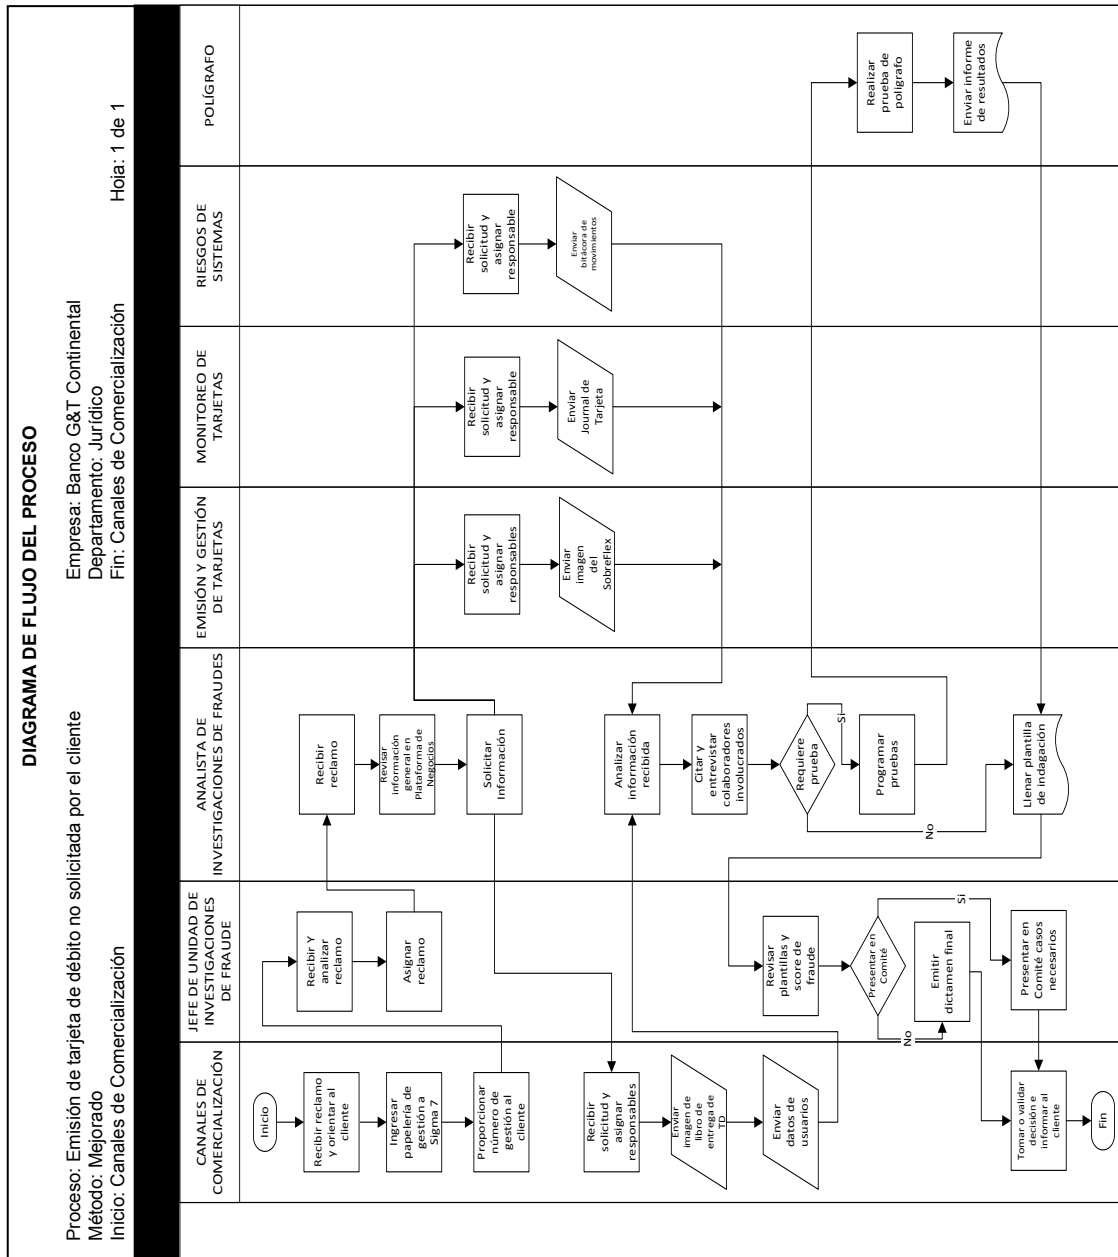 DIAGRAMA DE FLUJO DEL PROCESO
Proceso: Emisión de tarjeta de débito no solicitada por el cliente
Método: Mejorado
Inicio: Canales de Comercialización
Empresa: Banco G&T Continental
Departamento: Jurídico
Fin: Canales de Comercialización
Hoja: 1 de 1
CANALES DE
COMERCIALIZACIÓN
JEFE DE UNIDAD DE
INVESTIGACIONES
DE FRAUDE
ANALISTA DE
INVESTIGACIONES DE FRAUDES
EMISIÓN Y GESTIÓN
DE TARJETAS
MONITOREO DE
TARJETAS
RIESGOS DE
SISTEMAS
POLÍGRAFO
Inicio
Recibir reclamo
y orientar al
cliente
Ingresar
papelería de
gestión a
Sigma 7
Proporcionar
número de
gestión al
cliente
Recibir Y
analizar
reclamo
Asignar
reclamo
Recibir
reclamo
Revisar
información
general en
Plataforma de
Negocios
Solicitar
Información
Recibir
solicitud y
asignar
responsables
Enviar
imagen del
SobreFlex
Recibir
solicitud y
asignar
responsable
Enviar
Journal de
Tarjeta
Recibir
solicitud y
asignar
responsable
Enviar
bitácora de
movimientos
Recibir
solicitud y
asignar
responsables
Enviar
imagen de
libro de
entrega de
TD
Enviar
datos de
usuarios
Analizar
información
recibida
Citar y
entrevistar
colaboradores
involucrados
Requiere
prueba
Si
Programar
pruebas
No
Realizar
prueba de
poligrafo
Enviar informe
de resultados
Llenar plantilla
de indagación
Revisar
plantillas y
score de
fraude
Presentar en
Comité
Si
No
Emitir
dictamen final
Presentar en
Comité casos
necesarios
Tomar o validar
decisión e
informar al
cliente
Fin